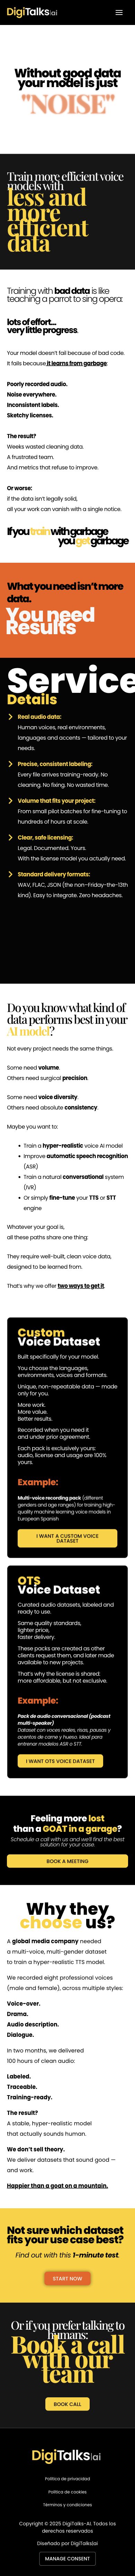 DigiTalks|ai
Without good data
your model is just
"NOISE"
Train more efficient voice
models with
less and
more
efficient
data
Training with bad data is like
teaching a parrot to sing opera:
lots of effort...
very little progress.
Your model doesn't fail because of bad code.
It fails because it learns from garbage:
Poorly recorded audio.
Noise everywhere.
Inconsistent labels.
Sketchy licenses.
The result?
Weeks wasted cleaning data.
A frustrated team.
And metrics that refuse to improve.
Or worse:
if the data isn't legally solid,
all your work can vanish with a single notice.
If you train with garbage
you get garbage
What you need isn't more
data.
You need
Results
Service
Details
Real audio data:
Human voices, real environments,
languages and accents — tailored to your
needs.
Precise, consistent labeling:
Every file arrives training-ready. No
cleaning. No fixing. No wasted time.
Volume that fits your project:
From small pilot batches for fine-tuning to
hundreds of hours at scale.
Clear, safe licensing:
Legal. Documented. Yours.
With the license model you actually need.
Standard delivery formats:
WAV, FLAC, JSON (the non-Friday-the-13th
kind). Easy to integrate. Zero headaches.
Do you know what kind of
data performs best in your
AI model?
Not every project needs the same things.
Some need volume.
Others need surgical precision.
Some need voice diversity.
Others need absolute consistency.
Maybe you want to:
Train a hyper-realistic voice AI model
Improve automatic speech recognition
(ASR)
Train a natural conversational system
(IVR)
Or simply fine-tune your TTS or STT
engine
Whatever your goal is,
all these paths share one thing:
They require well-built, clean voice data,
designed to be learned from.
That's why we offer two ways to get it.
Custom
Voice Dataset
Built specifically for your model.
You choose the languages,
environments, voices and formats.
Unique, non-repeatable data — made
only for you.
More work.
More value.
Better results.
Recorded when you need it
and under prior agreement.
Each pack is exclusively yours:
audio, license and usage are 100%
yours.
Example:
Multi-voice recording pack (different
genders and age ranges) for training high-
quality machine learning voice models in
European Spanish
I WANT A CUSTOM VOICE
DATASET
OTS
Voice Dataset
Curated audio datasets, labeled and
ready to use.
Same quality standards,
lighter price,
faster delivery.
These packs are created as other
clients request them, and later made
available to new projects.
That's why the license is shared:
more affordable, but not exclusive.
Example:
Pack de audio conversacional (podcast
multi-speaker)
Dataset con voces reales, risas, pausas y
acentos de carne y hueso. Ideal para
entrenar modelos ASR o STT.
I WANT OTS VOICE DATASET
Feeling more lost
than a GOAT in a garage?
Schedule a call with us and we'll find the best
solution for your case.
BOOK A MEETING
Why they
choose us?
A global media company needed
a multi-voice, multi-gender dataset
to train a hyper-realistic TTS model.
We recorded eight professional voices
(male and female), across multiple styles:
Voice-over.
Drama.
Audio description.
Dialogue.
In two months, we delivered
100 hours of clean audio:
Labeled.
Traceable.
Training-ready.
The result?
A stable, hyper-realistic model
that actually sounds human.
We don't sell theory.
We deliver datasets that sound good —
and work.
Happier than a goat on a mountain.
Not sure which dataset
fits your use case best?
Find out with this 1-minute test.
START NOW
Or if you prefer talking to
humans:
Book a call
with our
team
BOOK CALL
DigiTalks|ai
Política de privacidad
Política de cookies
Términos y condiciones
Copyright © 2025 DigiTalks-AI. Todos los
derechos reservados
Diseñado por DigiTalks|ai
MANAGE CONSENT